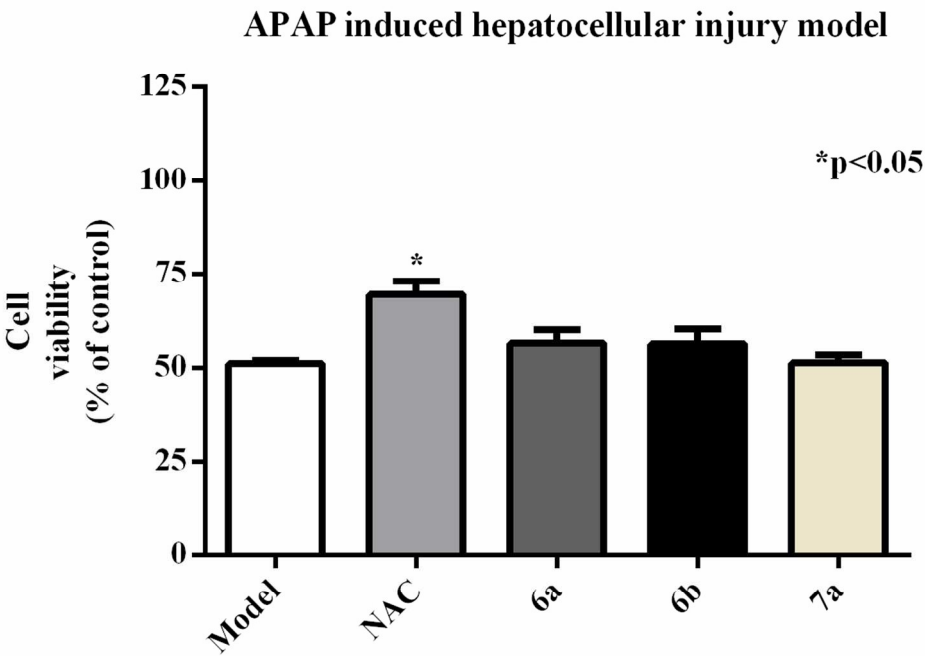 APAP induced hepatocellular injury model
Cell
viability
(% of control)
125
100
75
50
25
0
*p<0.05
*
Model
NAC
6a
6b
7a